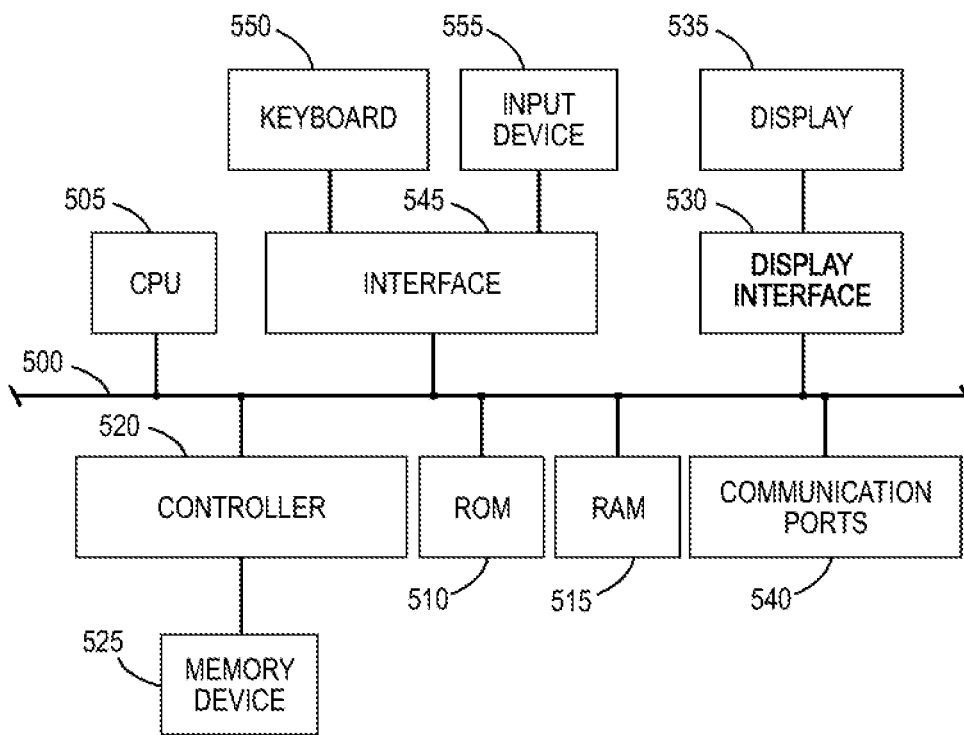 550
555
535
KEYBOARD
INPUT
DEVICE
DISPLAY
505
545
530
CPU
INTERFACE
DISPLAY
INTERFACE
500
520
CONTROLLER
ROM
RAM
COMMUNICATION
PORTS
510
515
540
525
MEMORY
DEVICE